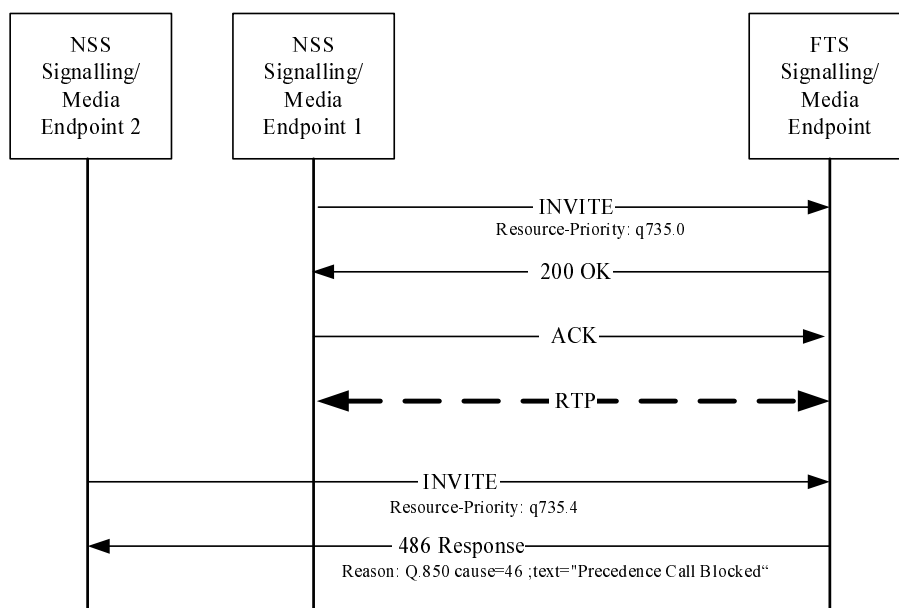 NSS
Signalling/
Media
Endpoint 2
NSS
Signalling/
Media
Endpoint 1
FTS
Signalling/
Media
Endpoint
INVITE
Resource-Priority: q735.0
200 OK
ACK
RTP
INVITE
Resource-Priority: q735.4
486 Response
Reason: Q.850 cause=46 ;text="Precedence Call Blocked“